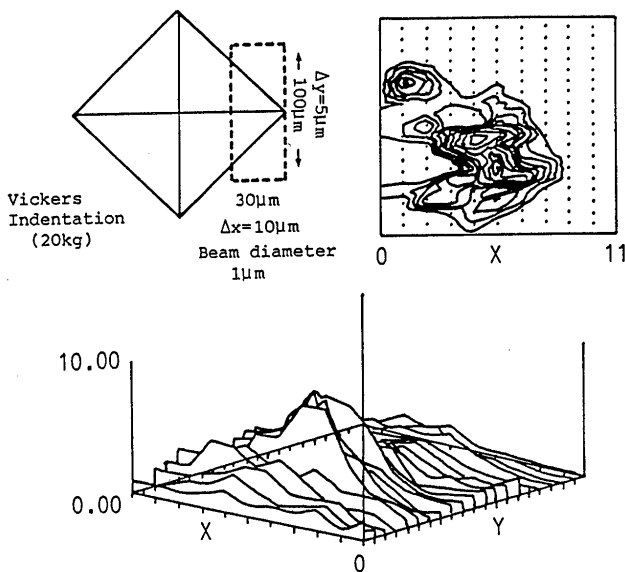 Δy=5μm
100μm
Vickers
Indentation
(20kg)
30μm
Δx=10μm
Beam diameter
1μm
0 X 11
10.00
0.00
X
Y
0